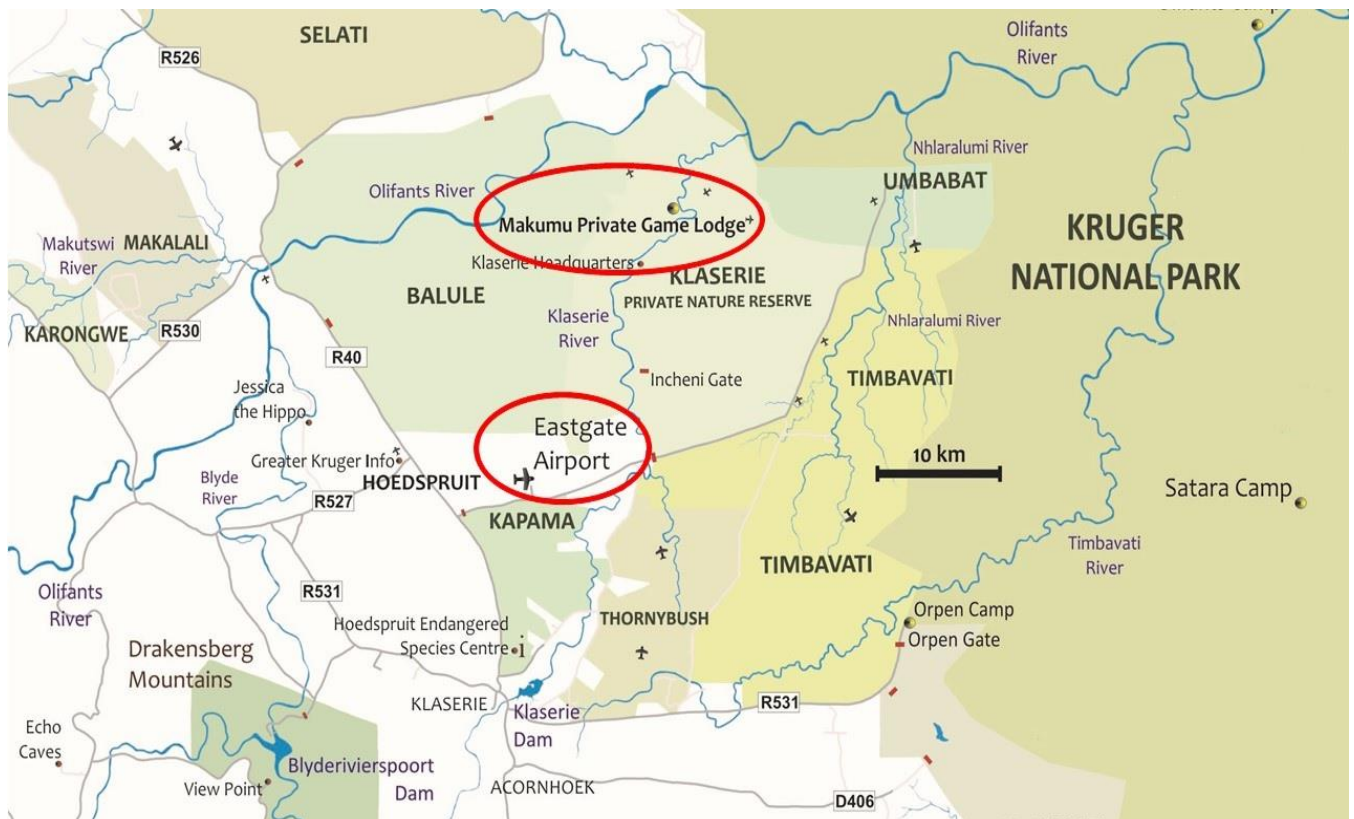 Olifants Camp
SELATI
R526
Olifants
River
Nhlaralumi River
UMBABAT
Olifants River
Makumu Private Game Lodge
KRUGER
NATIONAL PARK
Makutswi
River
MAKALALI
Klaserie Headquarters
KLASERIE
PRIVATE NATURE RESERVE
BALULE
Klaserie
River
Nhlaralumi River
KARONGWE
R530
R40
Incheni Gate
TIMBAVATI
Jessica
the Hippo
Eastgate
Airport
10 km
Greater Kruger Info
HOEDSPRUIT
Blyde
River
R527
Satara Camp
KAPAMA
Timbavati
River
TIMBAVATI
Olifants
River
R531
Orpen Camp
Orpen Gate
THORNYBUSH
Hoedspruit Endangered
Species Centre
i
Drakensberg
Mountains
KLASERIE
Klaserie
Dam
R531
Echo
Caves
Blyderivierspoort
Dam
View Point
ACORNHOEK
D406